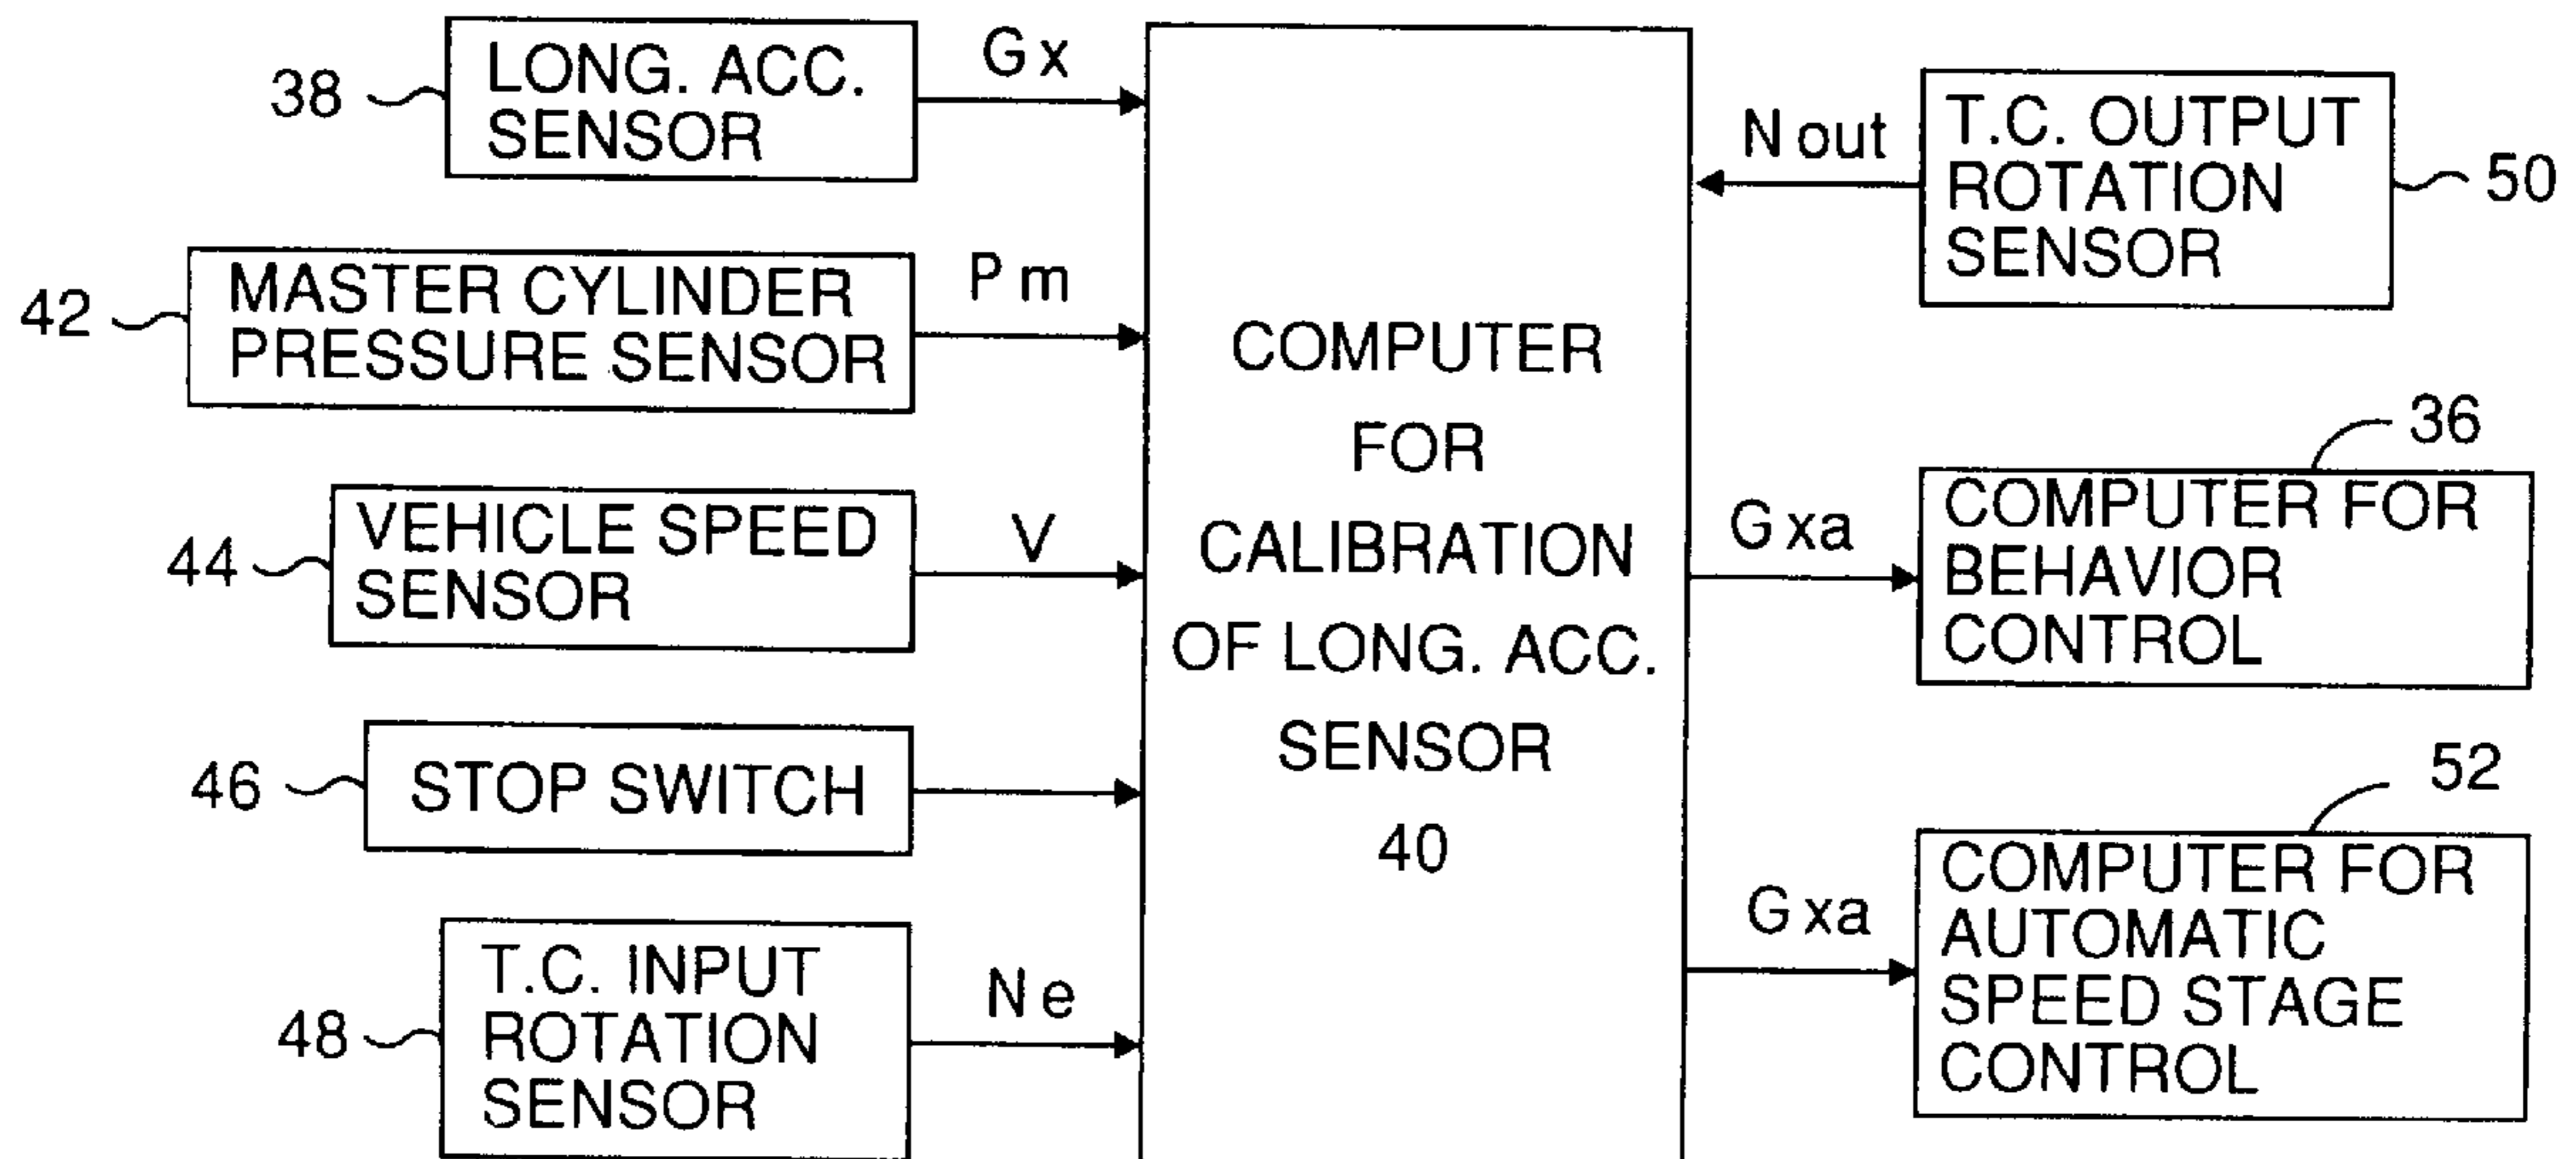 38
LONG. ACC.
SENSOR
Gx
42
MASTER CYLINDER
PRESSURE SENSOR
Pm
44
VEHICLE SPEED
SENSOR
V
46
STOP SWITCH
48
T.C. INPUT
ROTATION
SENSOR
Ne
COMPUTER
FOR
CALIBRATION
OF LONG. ACC.
SENSOR
40
Nout
T.C. OUTPUT
ROTATION
SENSOR
50
Gxa
36
COMPUTER FOR
BEHAVIOR
CONTROL
Gxa
52
COMPUTER FOR
AUTOMATIC
SPEED STAGE
CONTROL